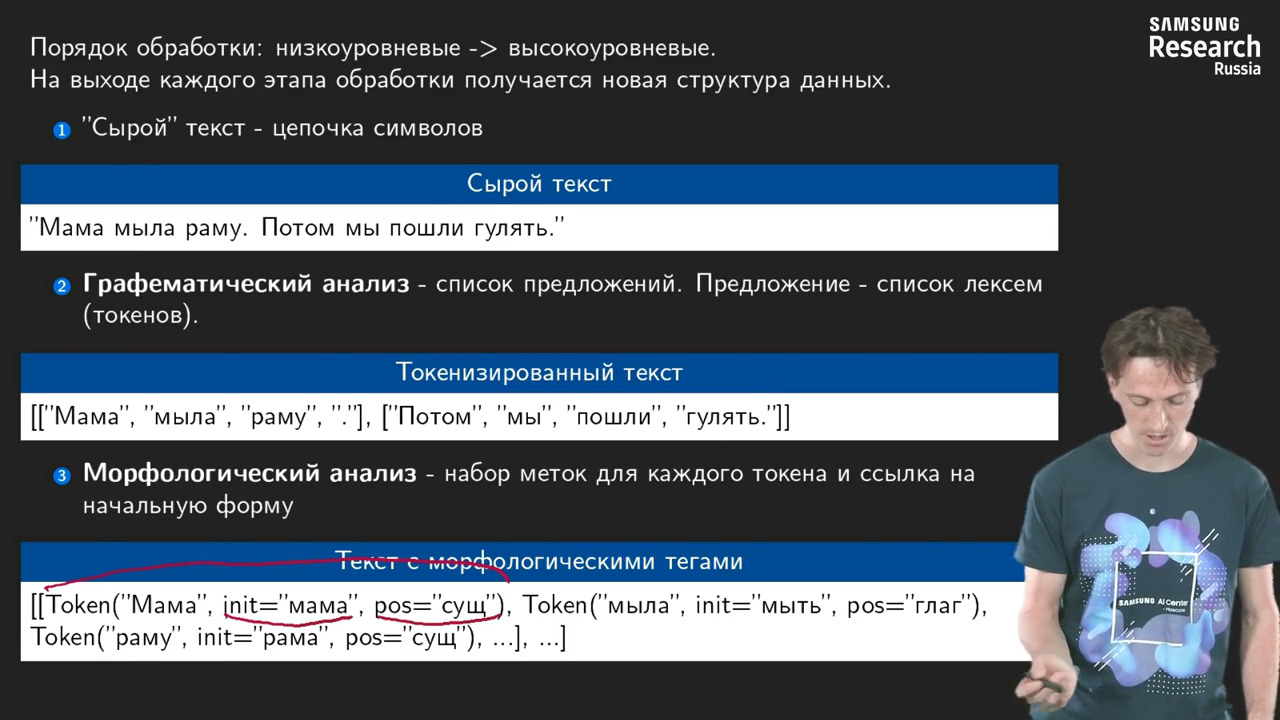 SAMSUNG
Research
Russia
Порядок обработки: низкоуровневые -> высокоуровневые.
На выходе каждого этапа обработки получается новая структура данных.
1 "Сырой" текст - цепочка символов
Сырой текст
"Мама мыла раму. Потом мы пошли гулять."
2 Графематический анализ - список предложений. Предложение - список лексем
(токенов).
Токенизированный текст
[["Мама", "мыла", "раму", "."], ["Потом", "мы", "пошли", "гулять."]]
3 Морфологический анализ - набор меток для каждого токена и ссылка на
начальную форму
Текст с морфологическими тегами
[[Token("Мама", init="мама", pos="сущ"), Token("мыла", init="мыть", pos="глаг"),
Token("раму", init="рама", pos="сущ"), ...], ...]
SAMSUNG AI Center
- Moscow